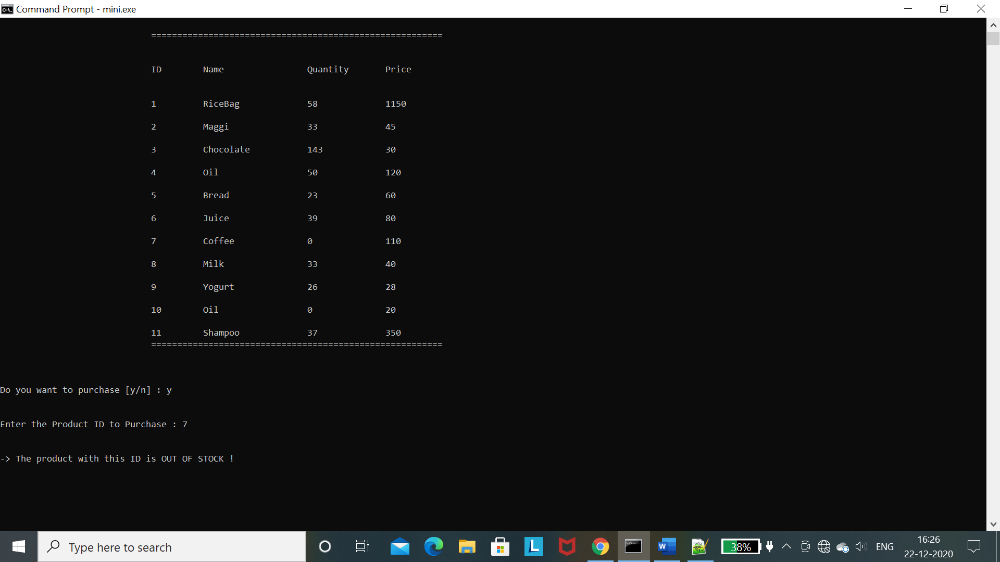 Command Prompt - mini.exe
========================================================
ID Name Quantity Price
1 RiceBag 58 1150
2 Maggi 33 45
3 Chocolate 143 30
4 Oil 50 120
5 Bread 23 60
6 Juice 39 80
7 Coffee 0 110
8 Milk 33 40
9 Yogurt 26 28
10 Oil 0 20
11 Shampoo 37 350
========================================================
Do you want to purchase [y/n] : y
Enter the Product ID to Purchase : 7
-> The product with this ID is OUT OF STOCK !
Type here to search
L
W
38%
ENG
16:26
22-12-2020